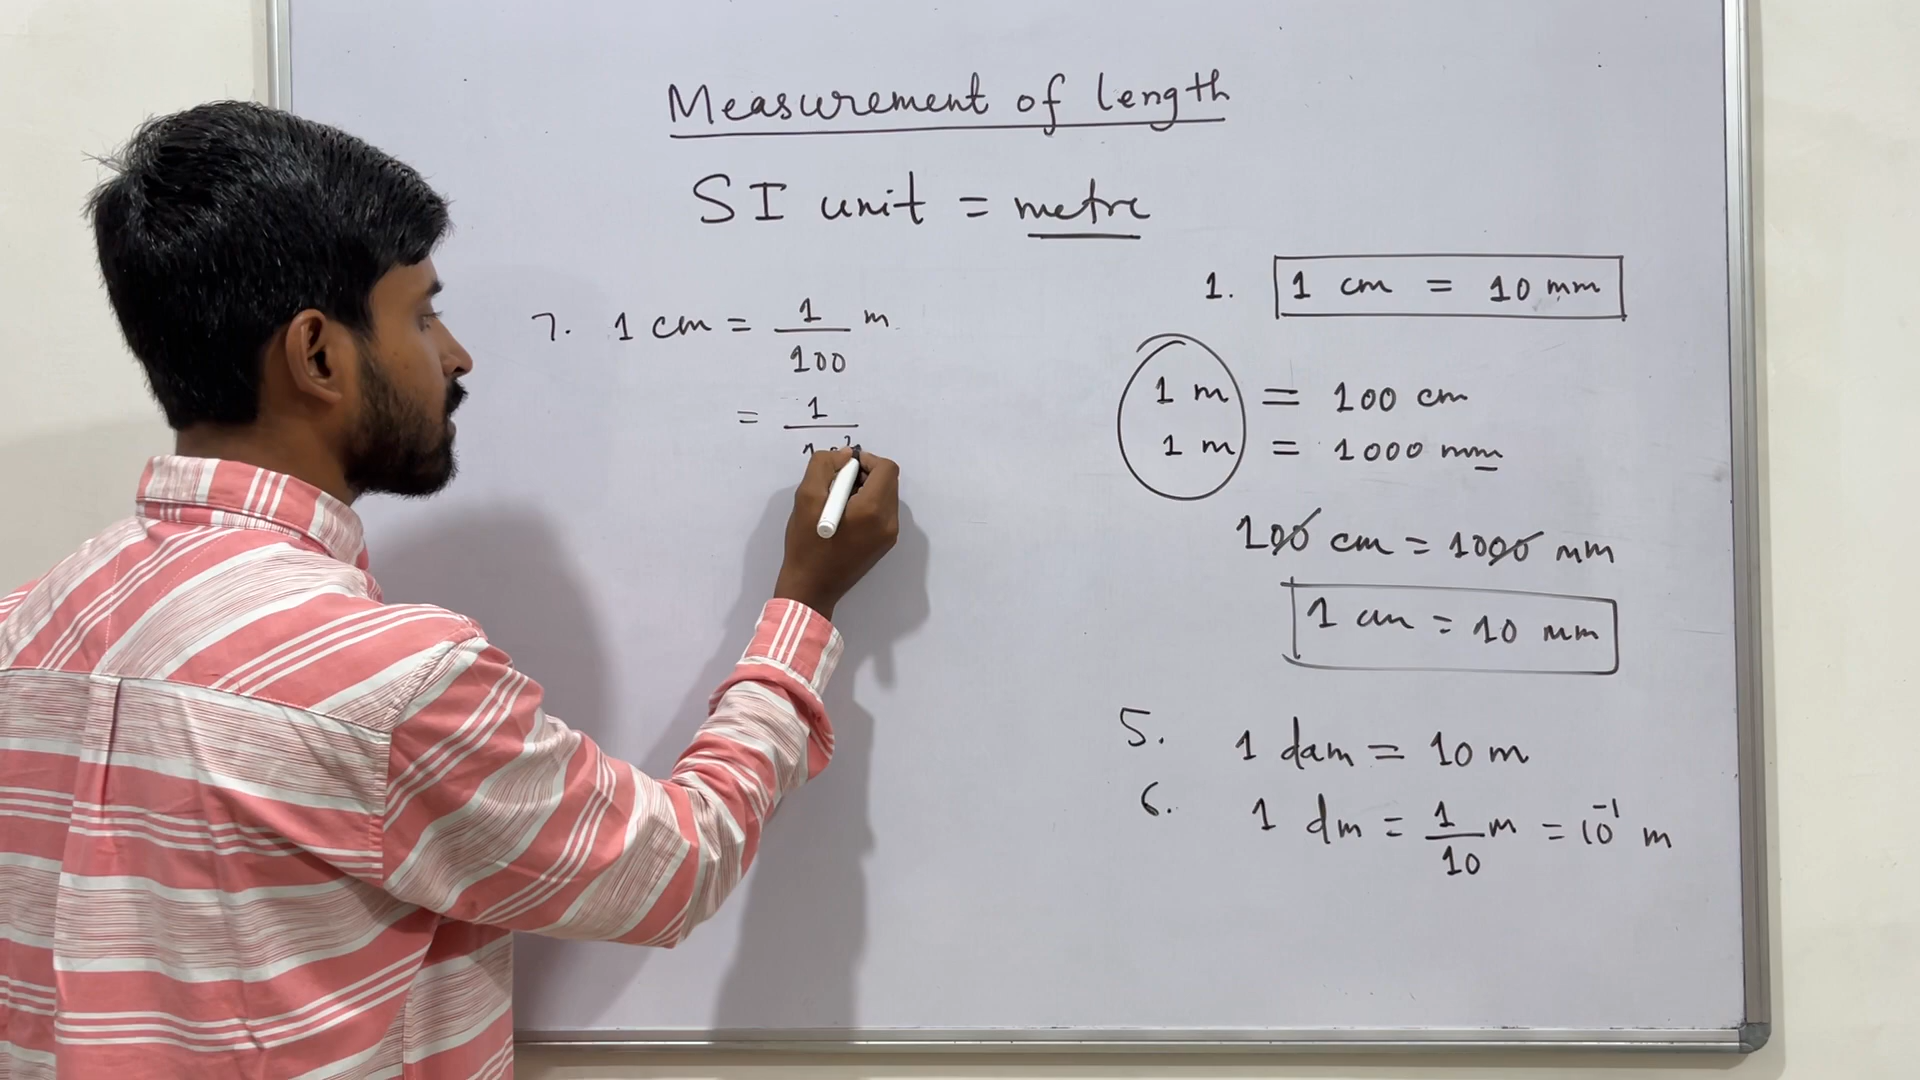 Measurement of length
SI unit = metre
7. 1 cm = 1/100 m
= 1/10²
1. 1 cm = 10 mm
1 m = 100 cm
1 m = 1000 mm
100 cm = 1000 mm
1 cm = 10 mm
5. 1 dam = 10 m
6. 1 dm = 1/10 m = 10⁻¹ m